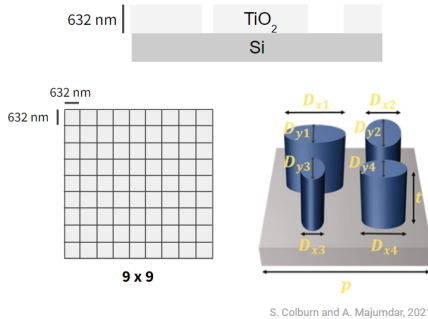 632 nm
TiO2
Si
632 nm
632 nm
9 x 9
Dx1
Dx2
Dy1
Dy2
Dy3
Dy4
t
Dx3
Dx4
p
S. Colburn and A. Majumdar,